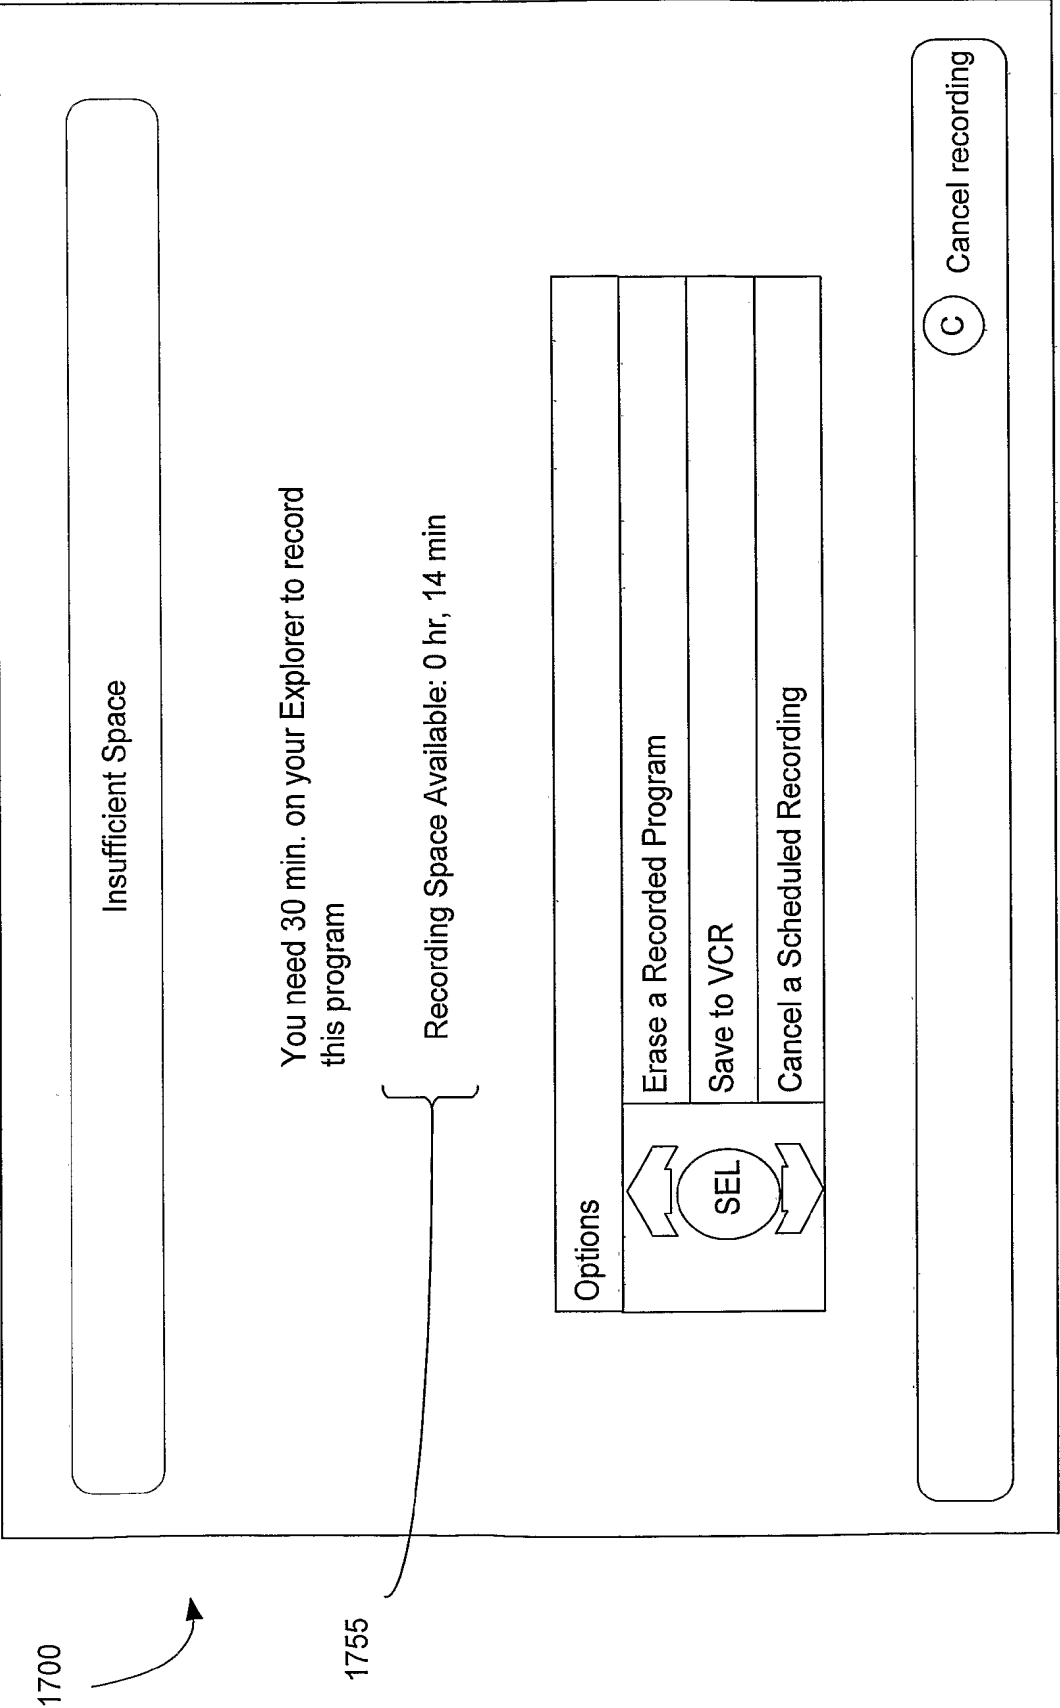 Insufficient Space
You need 30 min. on your Explorer to record
this program
Recording Space Available: 0 hr, 14 min
Options
SEL
Erase a Recorded Program
Save to VCR
Cancel a Scheduled Recording
C Cancel recording
1700
1755